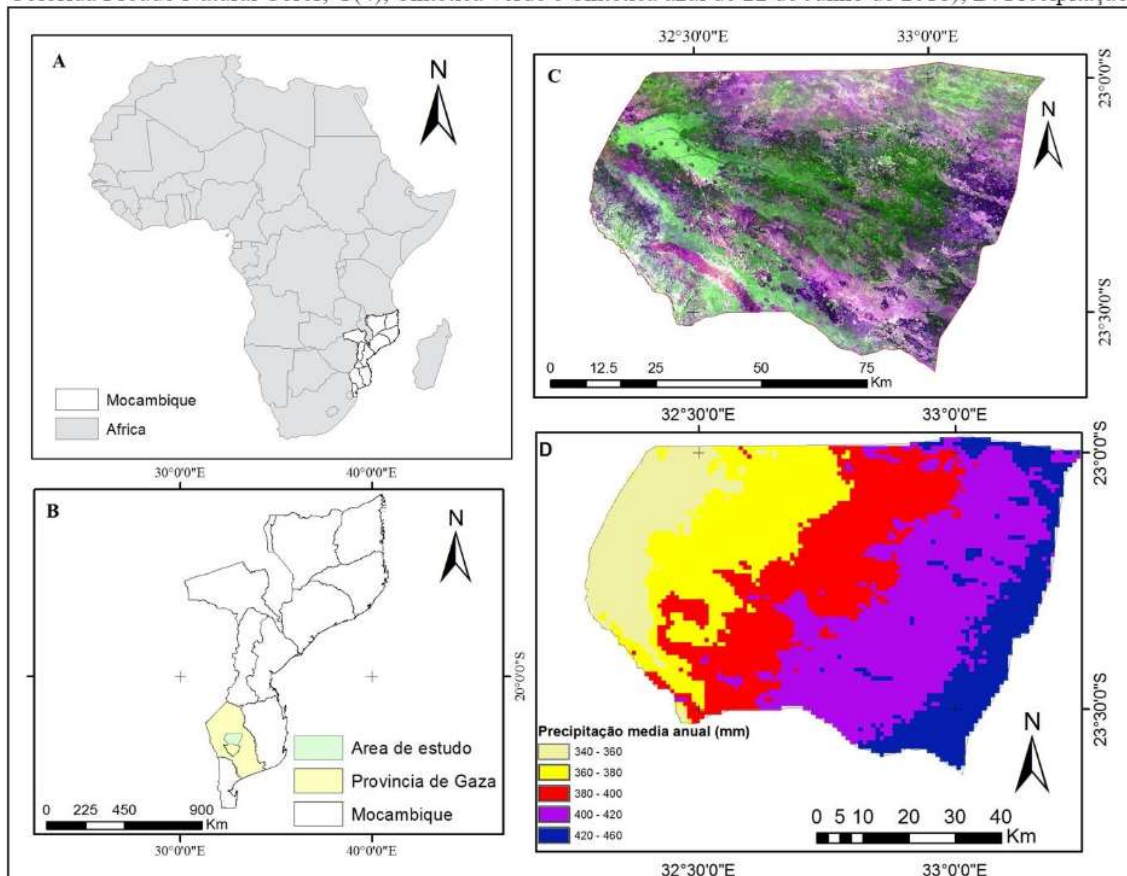 A
N
Mocambique
Africa
32°30'0"E
33°0'0"E
C
N
23°0'0"S
23°30'0"S
0
12.5
25
50
75
Km
30°0'0"E
40°0'0"E
B
N
20°0'0"S
Area de estudo
Provincia de Gaza
Mocambique
0
225
450
900
Km
30°0'0"E
40°0'0"E
32°30'0"E
33°0'0"E
D
23°0'0"S
23°30'0"S
N
Precipitação media anual (mm)
340 - 360
360 - 380
380 - 400
400 - 420
420 - 460
0
5
10
20
30
40
Km
32°30'0"E
33°0'0"E